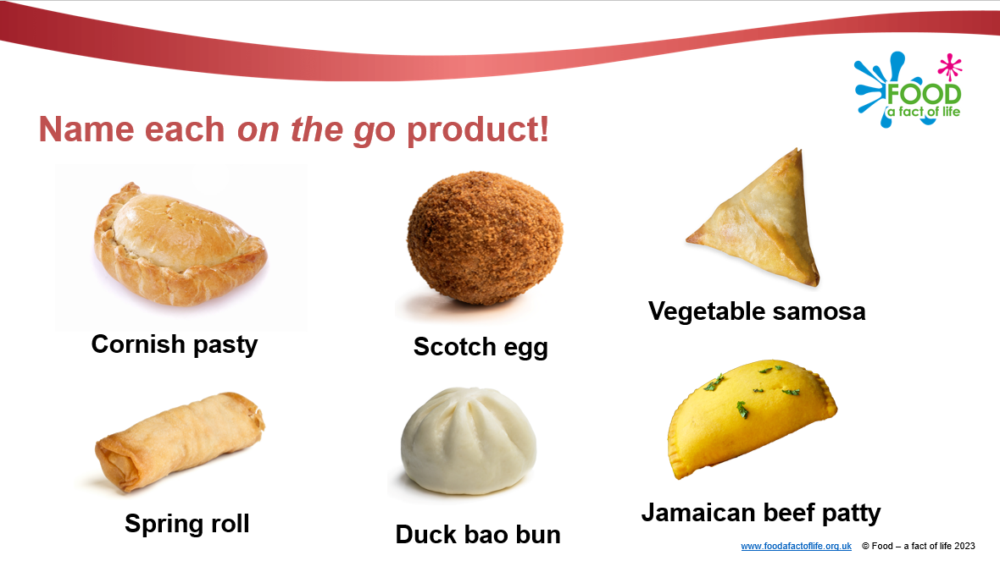 FOOD
a fact of life
Name each on the go product!
Cornish pasty
Scotch egg
Vegetable samosa
Spring roll
Duck bao bun
Jamaican beef patty
www.foodafactoflife.org.uk © Food – a fact of life 2023